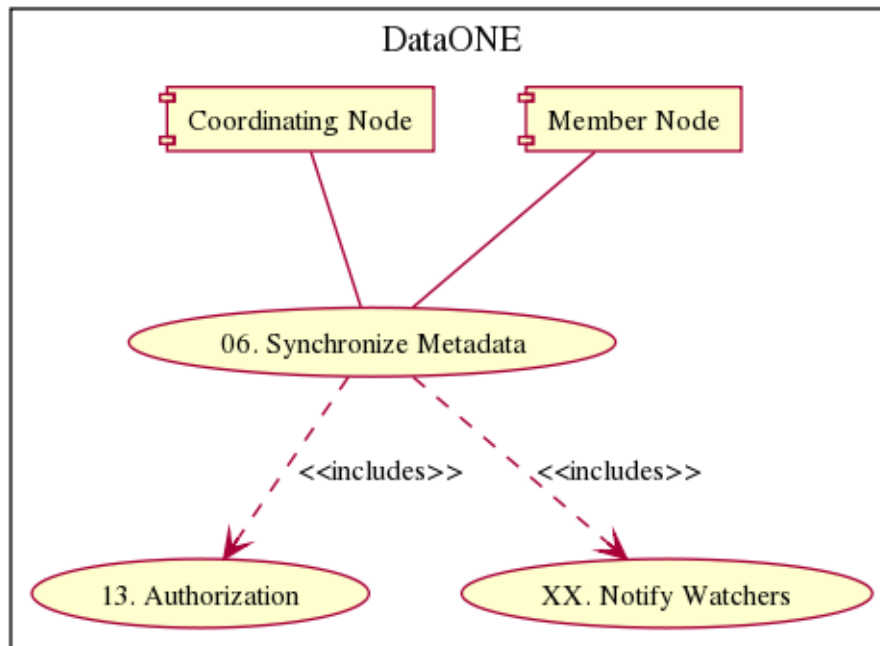 DataONE
Coordinating Node
Member Node
06. Synchronize Metadata
<<includes>>
<<includes>>
13. Authorization
XX. Notify Watchers